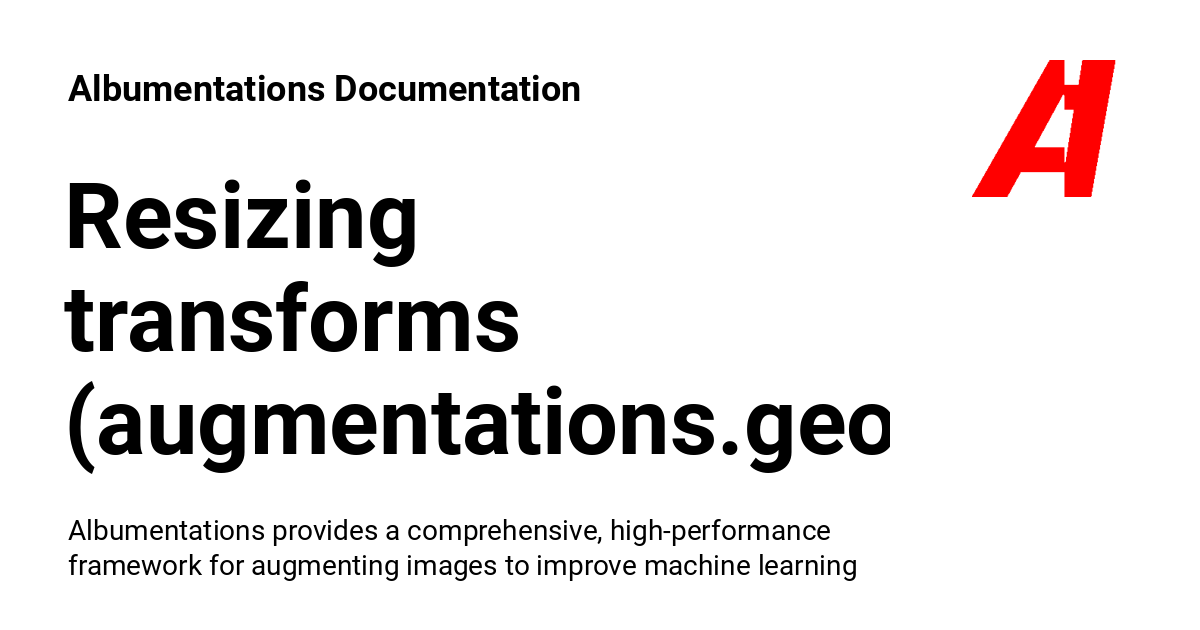 Albumentations Documentation
Resizing
transforms
(augmentations.geo
Albumentations provides a comprehensive, high-performance
framework for augmenting images to improve machine learning